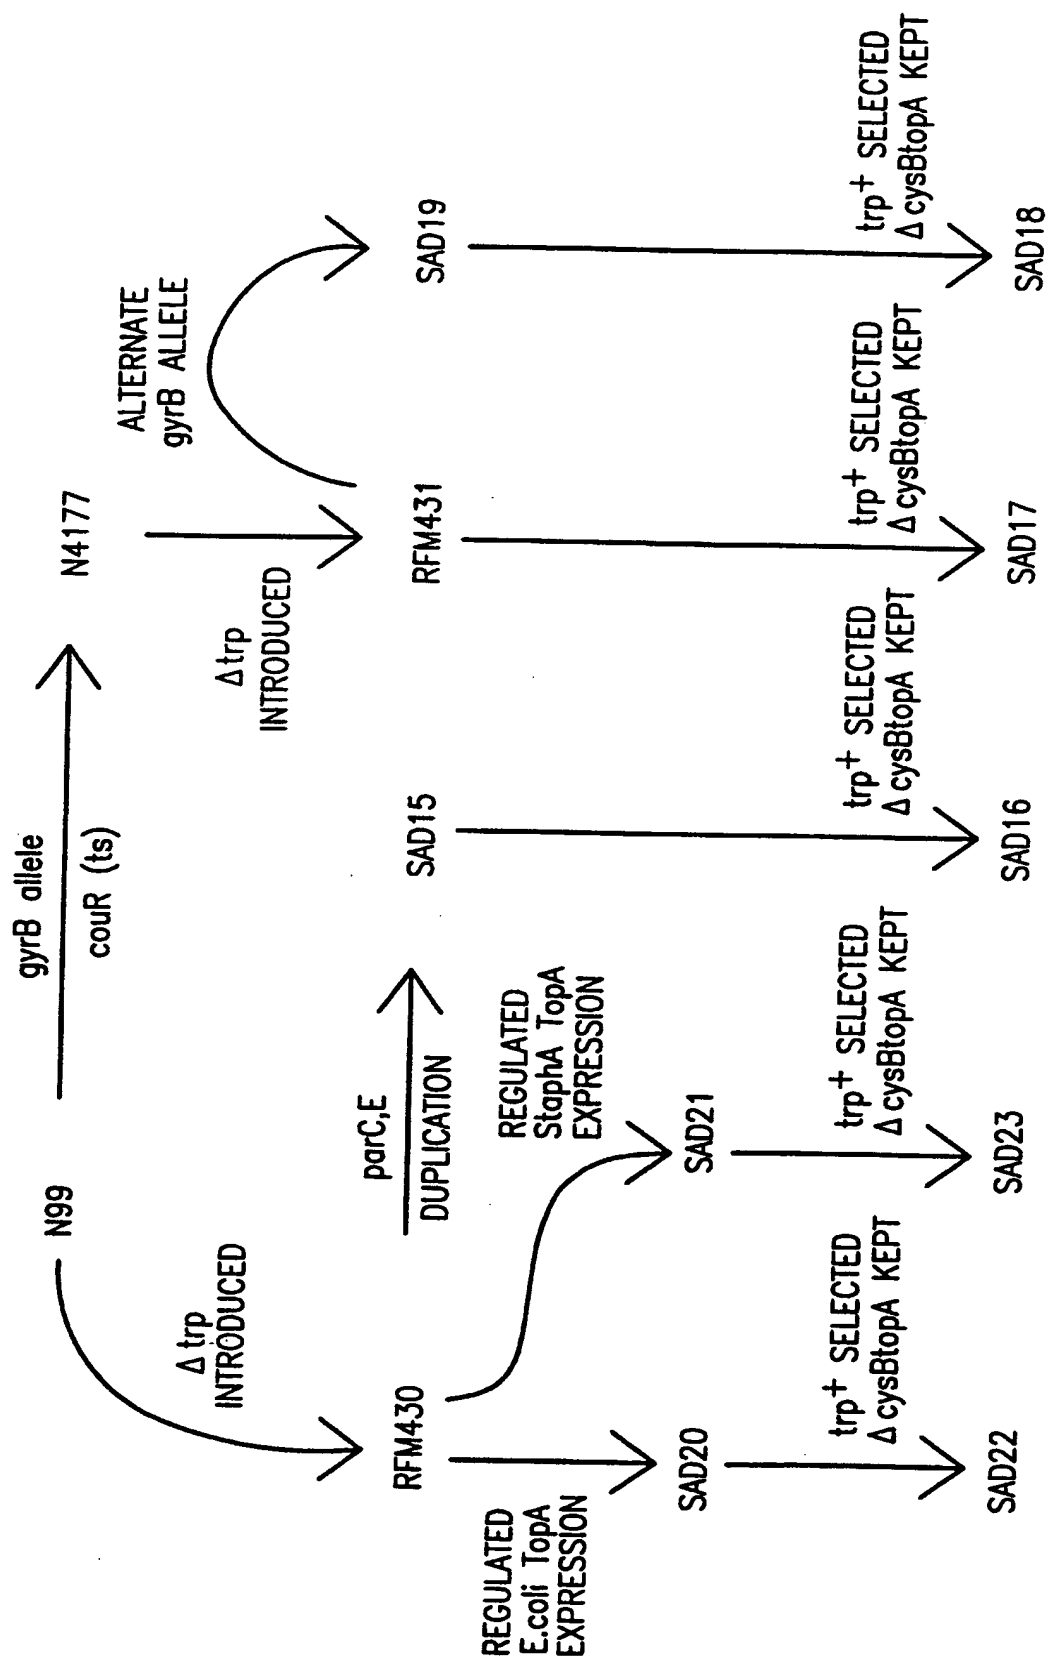 gyrB allele
couR (ts)
N99
N4177
Δ trp
INTRODUCED
Δ trp
INTRODUCED
ALTERNATE
gyrB ALLELE
RFM430
parC,E
DUPLICATION
SAD15
RFM431
SAD19
REGULATED
E.coli TopA
EXPRESSION
REGULATED
StaphA TopA
EXPRESSION
SAD20
SAD21
trp+ SELECTED
Δ cysBtopA KEPT
trp+ SELECTED
Δ cysBtopA KEPT
trp+ SELECTED
Δ cysBtopA KEPT
trp+ SELECTED
Δ cysBtopA KEPT
trp+ SELECTED
Δ cysBtopA KEPT
SAD22
SAD23
SAD16
SAD17
SAD18